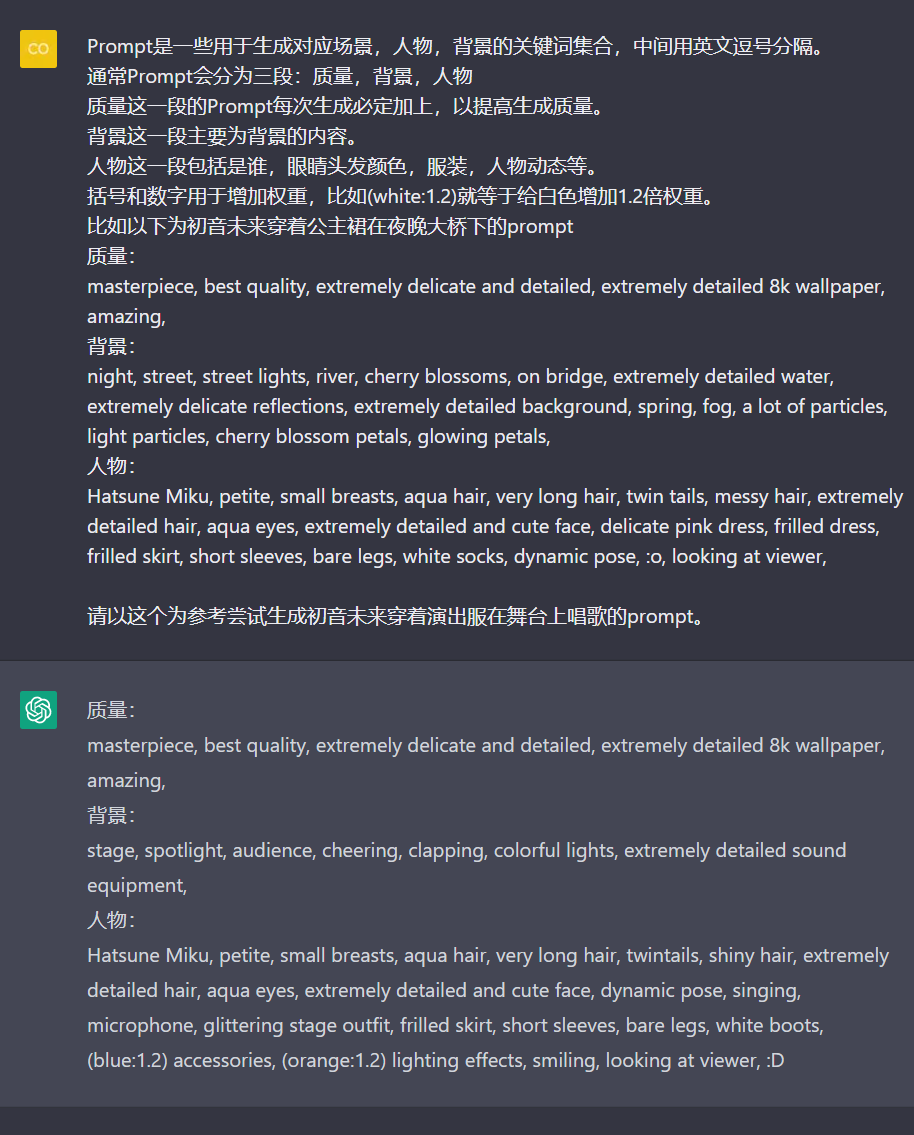 CO
Prompt是一些用于生成对应场景，人物，背景的关键词集合，中间用英文逗号分隔。
通常Prompt会分为三段：质量，背景，人物
质量这一段的Prompt每次生成必定加上，以提高生成质量。
背景这一段主要为背景的内容。
人物这一段包括是谁，眼睛头发颜色，服装，人物动态等。
括号和数字用于增加权重，比如(white:1.2)就等于给白色增加1.2倍权重。
比如以下为初音未来穿着公主裙在夜晚大桥下的prompt
质量：
masterpiece, best quality, extremely delicate and detailed, extremely detailed 8k wallpaper,
amazing,
背景：
night, street, street lights, river, cherry blossoms, on bridge, extremely detailed water,
extremely delicate reflections, extremely detailed background, spring, fog, a lot of particles,
light particles, cherry blossom petals, glowing petals,
人物：
Hatsune Miku, petite, small breasts, aqua hair, very long hair, twin tails, messy hair, extremely
detailed hair, aqua eyes, extremely detailed and cute face, delicate pink dress, frilled dress,
frilled skirt, short sleeves, bare legs, white socks, dynamic pose, :o, looking at viewer,
请以这个为参考尝试生成初音未来穿着演出服在舞台上唱歌的prompt。
质量：
masterpiece, best quality, extremely delicate and detailed, extremely detailed 8k wallpaper,
amazing,
背景：
stage, spotlight, audience, cheering, clapping, colorful lights, extremely detailed sound
equipment,
人物：
Hatsune Miku, petite, small breasts, aqua hair, very long hair, twintails, shiny hair, extremely
detailed hair, aqua eyes, extremely detailed and cute face, dynamic pose, singing,
microphone, glittering stage outfit, frilled skirt, short sleeves, bare legs, white boots,
(blue:1.2) accessories, (orange:1.2) lighting effects, smiling, looking at viewer, :D